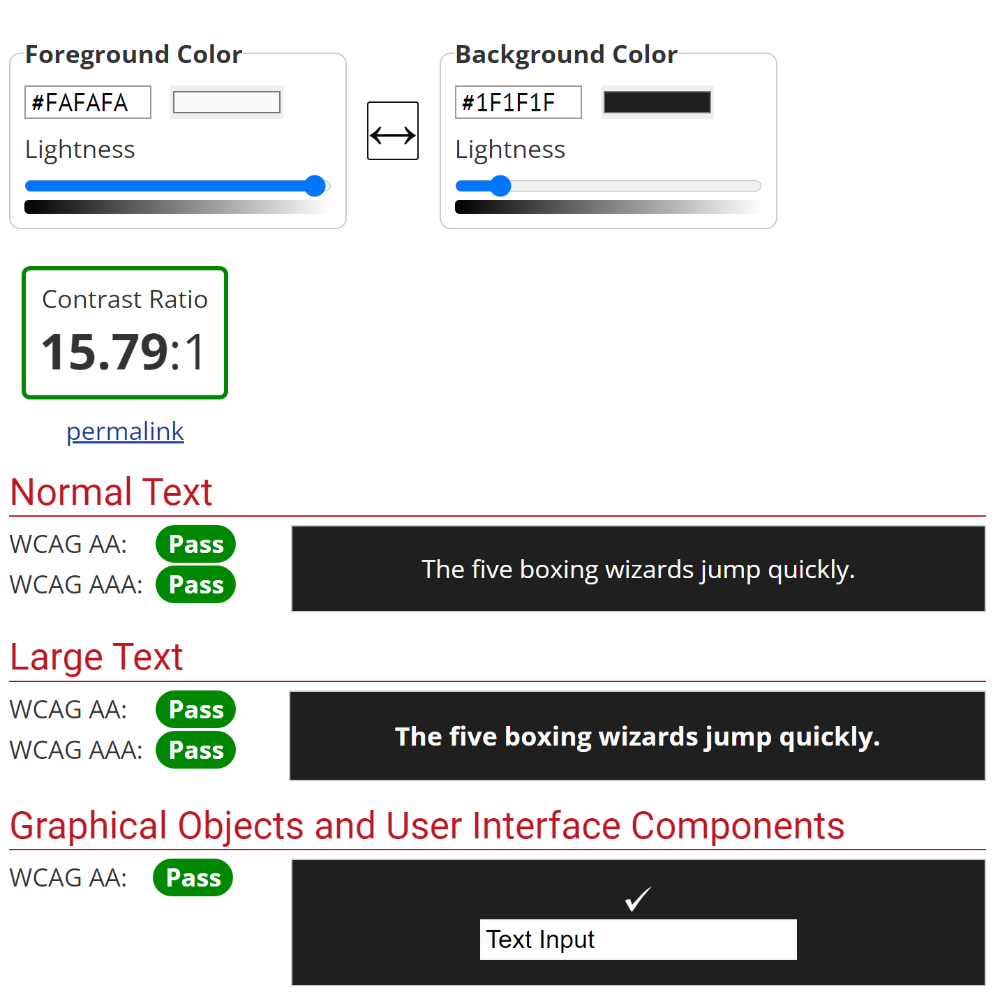 Foreground Color
#FAFAFA
Lightness
Background Color
#1F1F1F
Lightness
Contrast Ratio
15.79:1
permalink
Normal Text
WCAG AA: Pass
WCAG AAA: Pass
The five boxing wizards jump quickly.
Large Text
WCAG AA: Pass
WCAG AAA: Pass
The five boxing wizards jump quickly.
Graphical Objects and User Interface Components
WCAG AA: Pass
✓
Text Input